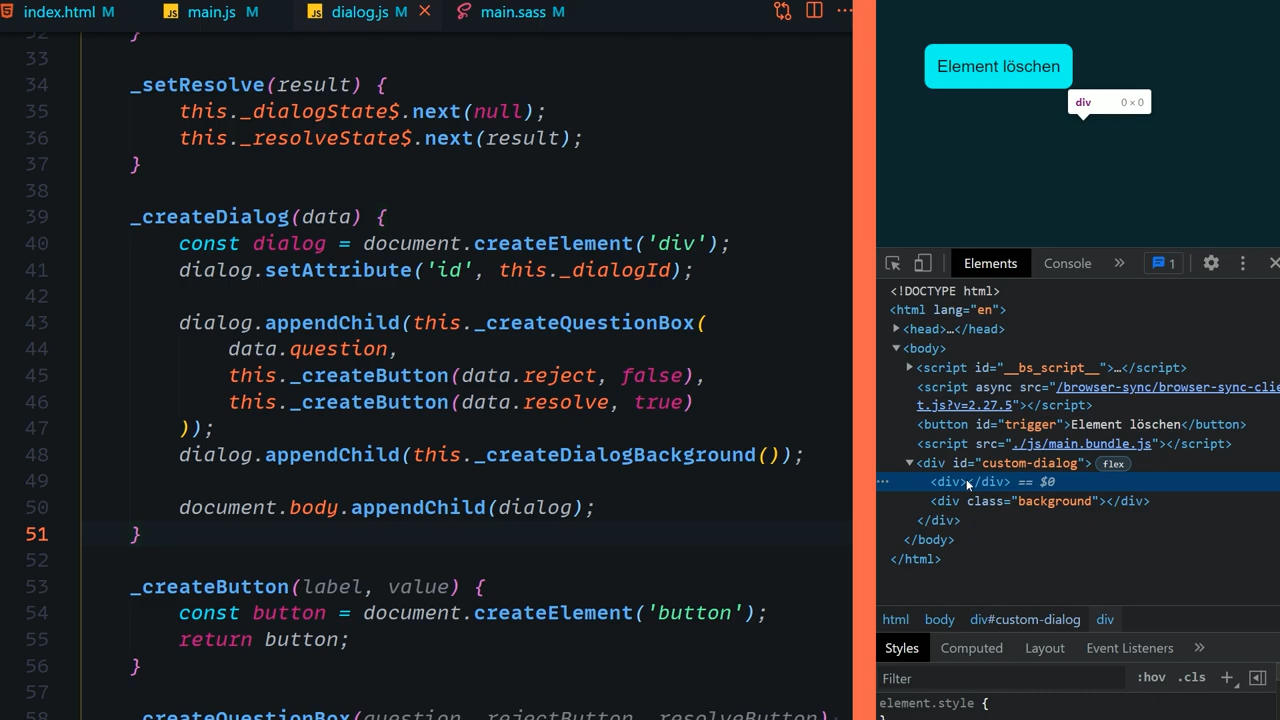 index.html M
main.js M
dialog.js M
main.sass M
32 }
33
34 _setResolve(result) {
35 this._dialogState$.next(null);
36 this._resolveState$.next(result);
37 }
38
39 _createDialog(data) {
40 const dialog = document.createElement('div');
41 dialog.setAttribute('id', this._dialogId);
42
43 dialog.appendChild(this._createQuestionBox(
44 data.question,
45 this._createButton(data.reject, false),
46 this._createButton(data.resolve, true)
47 ));
48 dialog.appendChild(this._createDialogBackground());
49
50 document.body.appendChild(dialog);
51 }
52
53 _createButton(label, value) {
54 const button = document.createElement('button');
55 return button;
56 }
57
58 _createQuestionBox(question, rejectButton, resolveButton)
Element löschen
div 0 × 0
Elements Console » 1
<!DOCTYPE html>
<html lang="en">
<head>…</head>
<body>
<script id="__bs_script__">…</script>
<script async src="/browser-sync/browser-sync-clie
t.js?v=2.27.5"></script>
<button id="trigger">Element löschen</button>
<script src="./js/main.bundle.js"></script>
<div id="custom-dialog"> flex
<div></div> == $0
<div class="background"></div>
</div>
</body>
</html>
html body div#custom-dialog div
Styles Computed Layout Event Listeners »
Filter :hov .cls +
element.style {